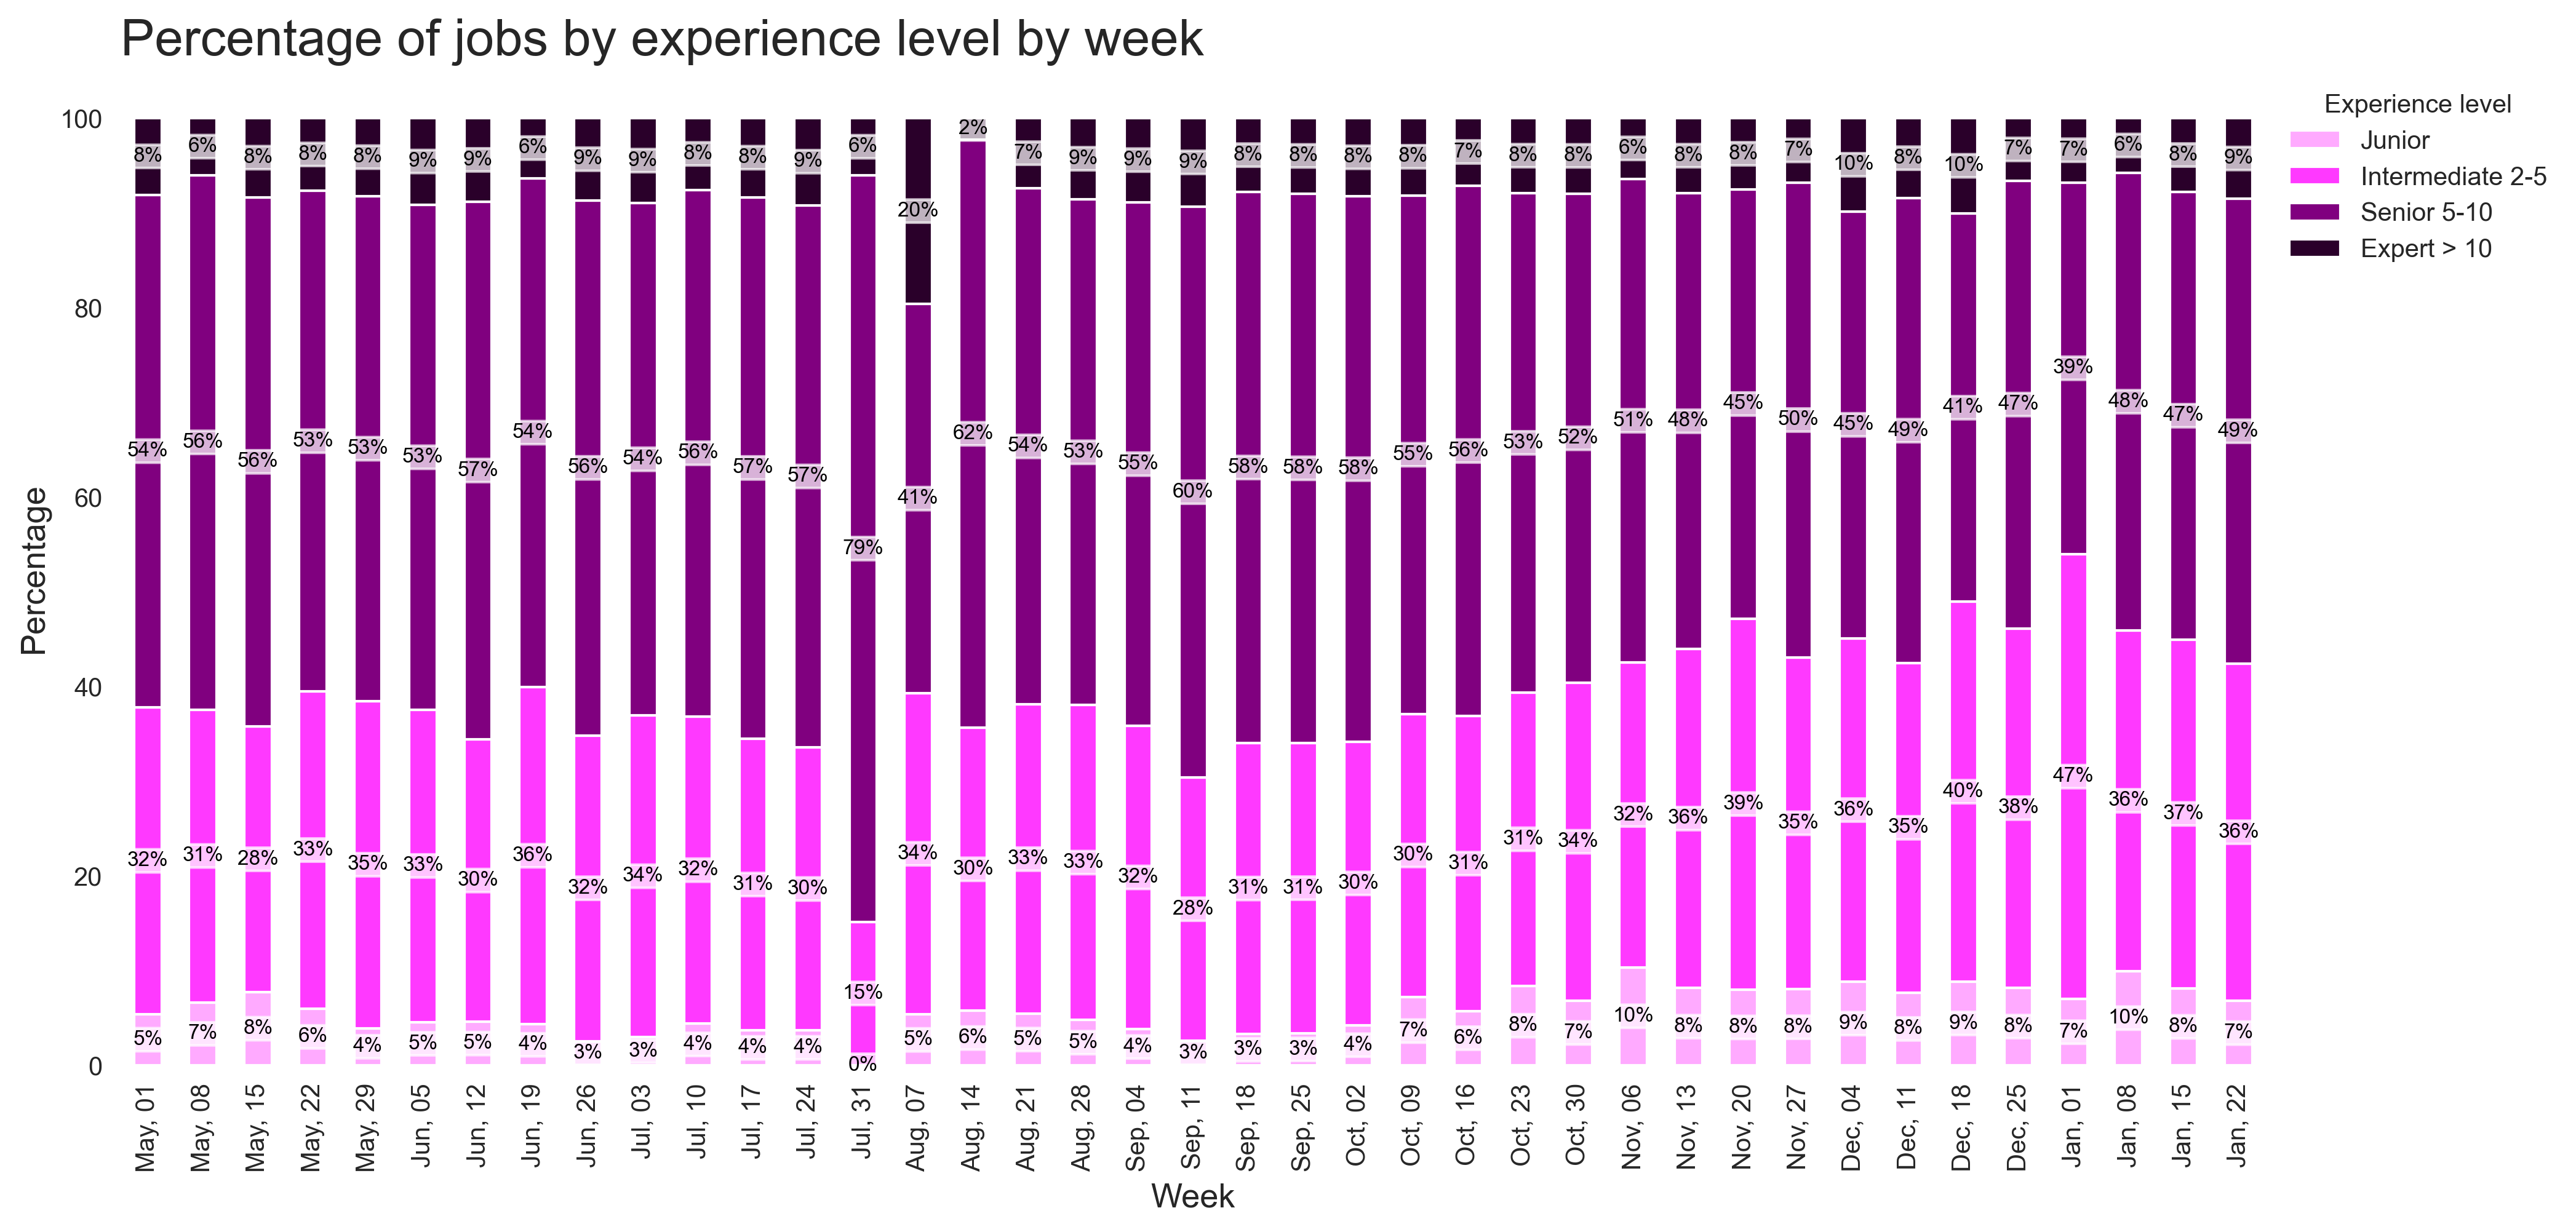 Percentage of jobs by experience level by week
Experience level
Junior
Intermediate 2-5
Senior 5-10
Expert > 10
Percentage
100
80
60
40
20
0
8% 6% 8% 8% 8% 9% 9% 6% 9% 9% 8% 8% 9% 6% 20% 2% 7% 9% 9% 9% 8% 8% 8% 8% 7% 8% 8% 6% 8% 8% 7% 10% 8% 10% 7% 7% 6% 8% 9%
54% 56% 56% 53% 53% 53% 57% 54% 56% 54% 56% 57% 57% 79% 41% 62% 54% 53% 55% 60% 58% 58% 58% 55% 56% 53% 52% 51% 48% 45% 50% 45% 49% 41% 47% 39% 48% 47% 49%
32% 31% 28% 33% 35% 33% 30% 36% 32% 34% 32% 31% 30% 15% 34% 30% 33% 33% 32% 28% 31% 31% 30% 30% 31% 31% 34% 32% 36% 39% 35% 36% 35% 40% 38% 47% 36% 37% 36%
5% 7% 8% 6% 4% 5% 5% 4% 3% 3% 4% 4% 4% 0% 5% 6% 5% 5% 4% 3% 3% 3% 4% 7% 6% 8% 7% 10% 8% 8% 8% 9% 8% 9% 8% 7% 10% 8% 7%
May, 01
May, 08
May, 15
May, 22
May, 29
Jun, 05
Jun, 12
Jun, 19
Jun, 26
Jul, 03
Jul, 10
Jul, 17
Jul, 24
Jul, 31
Aug, 07
Aug, 14
Aug, 21
Aug, 28
Sep, 04
Sep, 11
Sep, 18
Sep, 25
Oct, 02
Oct, 09
Oct, 16
Oct, 23
Oct, 30
Nov, 06
Nov, 13
Nov, 20
Nov, 27
Dec, 04
Dec, 11
Dec, 18
Dec, 25
Jan, 01
Jan, 08
Jan, 15
Jan, 22
Week